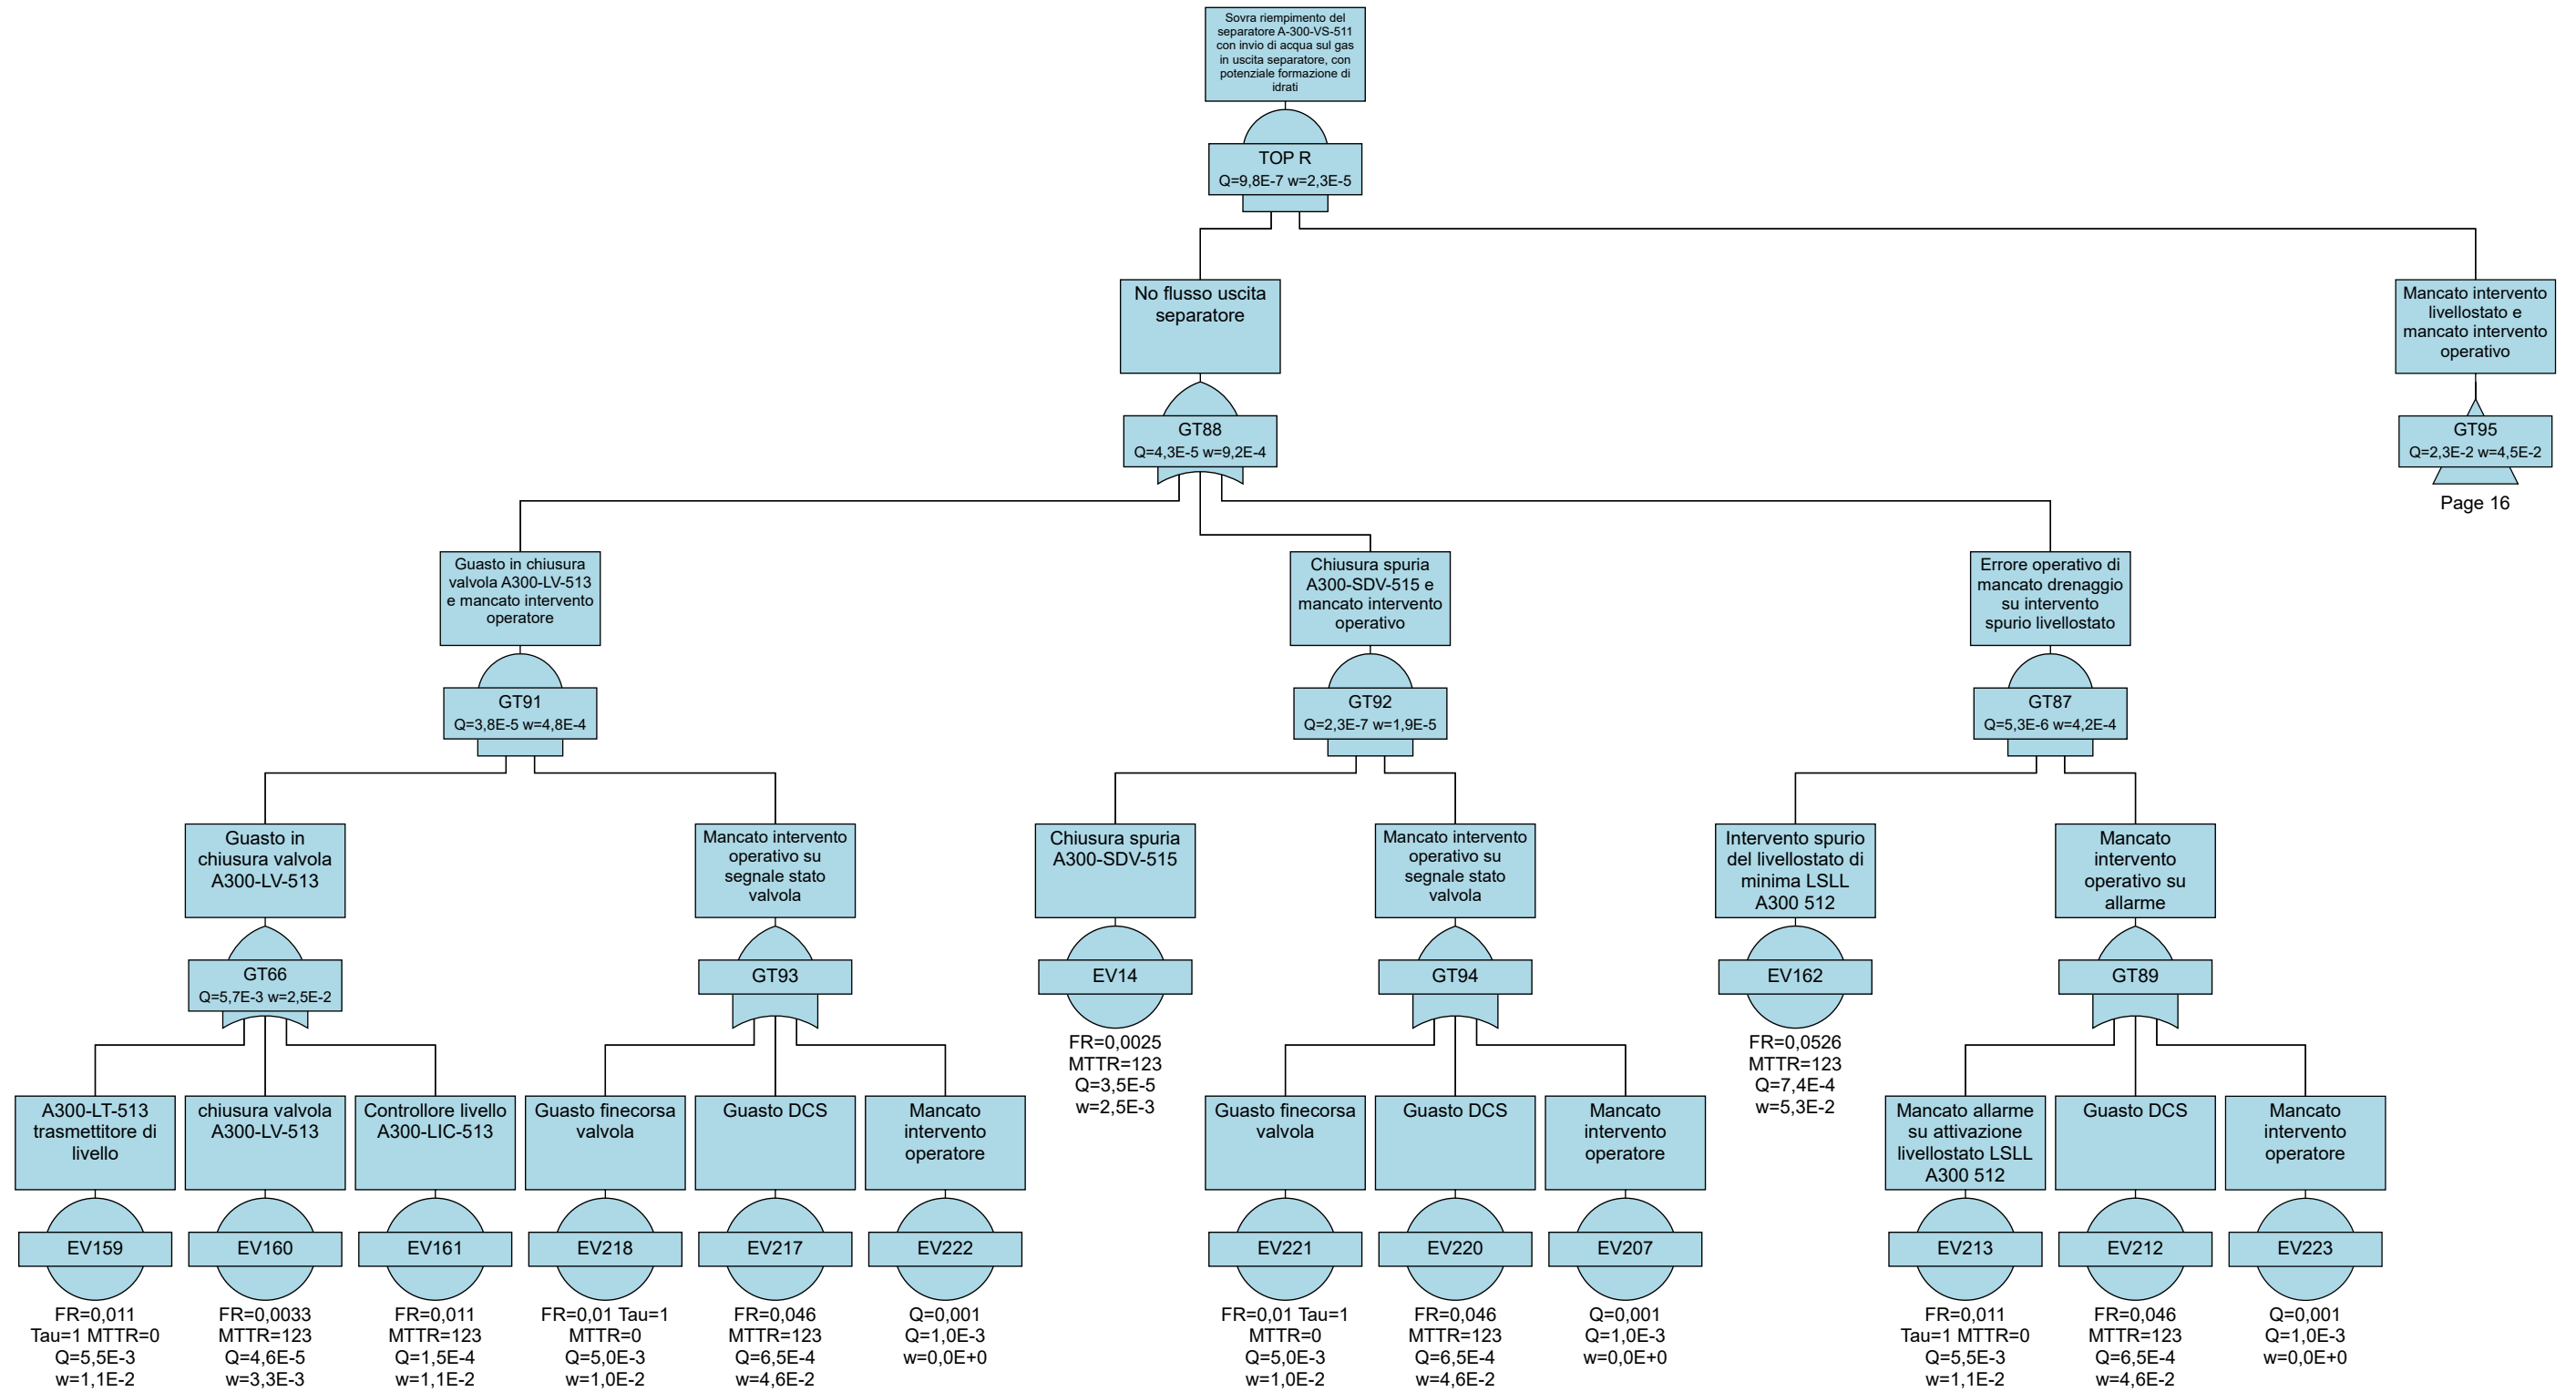 Sovra riempimento del
separatore A-300-VS-511
con invio di acqua sul gas
in uscita separatore, con
potenziale formazione di
idrati
TOP R
Q=9,8E-7 w=2,3E-5
No flusso uscita
separatore
GT88
Q=4,3E-5 w=9,2E-4
Mancato intervento
livellostato e
mancato intervento
operativo
GT95
Q=2,3E-2 w=4,5E-2
Page 16
Guasto in chiusura
valvola A300-LV-513
e mancato intervento
operatore
GT91
Q=3,8E-5 w=4,8E-4
Chiusura spuria
A300-SDV-515 e
mancato intervento
operativo
GT92
Q=2,3E-7 w=1,9E-5
Errore operativo di
mancato drenaggio
su intervento
spurio livellostato
GT87
Q=5,3E-6 w=4,2E-4
Guasto in
chiusura valvola
A300-LV-513
GT66
Q=5,7E-3 w=2,5E-2
Mancato intervento
operativo su
segnale stato
valvola
GT93
Chiusura spuria
A300-SDV-515
EV14
FR=0,0025
MTTR=123
Q=3,5E-5
w=2,5E-3
Mancato intervento
operativo su
segnale stato
valvola
GT94
Intervento spurio
del livellostato di
minima LSLL
A300 512
EV162
FR=0,0526
MTTR=123
Q=7,4E-4
w=5,3E-2
Mancato
intervento
operativo su
allarme
GT89
A300-LT-513
trasmettitore di
livello
EV159
FR=0,011
Tau=1 MTTR=0
Q=5,5E-3
w=1,1E-2
chiusura valvola
A300-LV-513
EV160
FR=0,0033
MTTR=123
Q=4,6E-5
w=3,3E-3
Controllore livello
A300-LIC-513
EV161
FR=0,011
MTTR=123
Q=1,5E-4
w=1,1E-2
Guasto finecorsa
valvola
EV218
FR=0,01 Tau=1
MTTR=0
Q=5,0E-3
w=1,0E-2
Guasto DCS
EV217
FR=0,046
MTTR=123
Q=6,5E-4
w=4,6E-2
Mancato
intervento
operatore
EV222
Q=0,001
Q=1,0E-3
w=0,0E+0
Guasto finecorsa
valvola
EV221
FR=0,01 Tau=1
MTTR=0
Q=5,0E-3
w=1,0E-2
Guasto DCS
EV220
FR=0,046
MTTR=123
Q=6,5E-4
w=4,6E-2
Mancato
intervento
operatore
EV207
Q=0,001
Q=1,0E-3
w=0,0E+0
Mancato allarme
su attivazione
livellostato LSLL
A300 512
EV213
FR=0,011
Tau=1 MTTR=0
Q=5,5E-3
w=1,1E-2
Guasto DCS
EV212
FR=0,046
MTTR=123
Q=6,5E-4
w=4,6E-2
Mancato
intervento
operatore
EV223
Q=0,001
Q=1,0E-3
w=0,0E+0